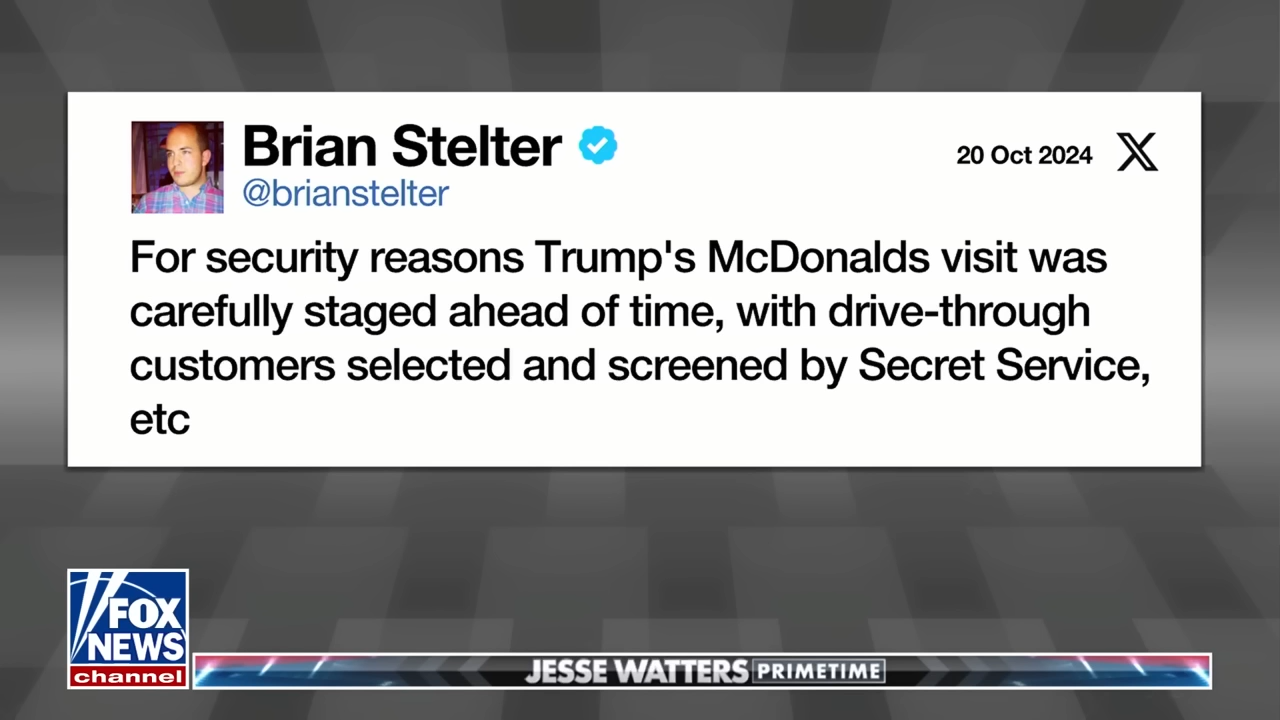 Brian Stelter
@brianstelter
20 Oct 2024
For security reasons Trump's McDonalds visit was
carefully staged ahead of time, with drive-through
customers selected and screened by Secret Service,
etc
FOX
NEWS
channel
JESSE WATTERS PRIMETIME